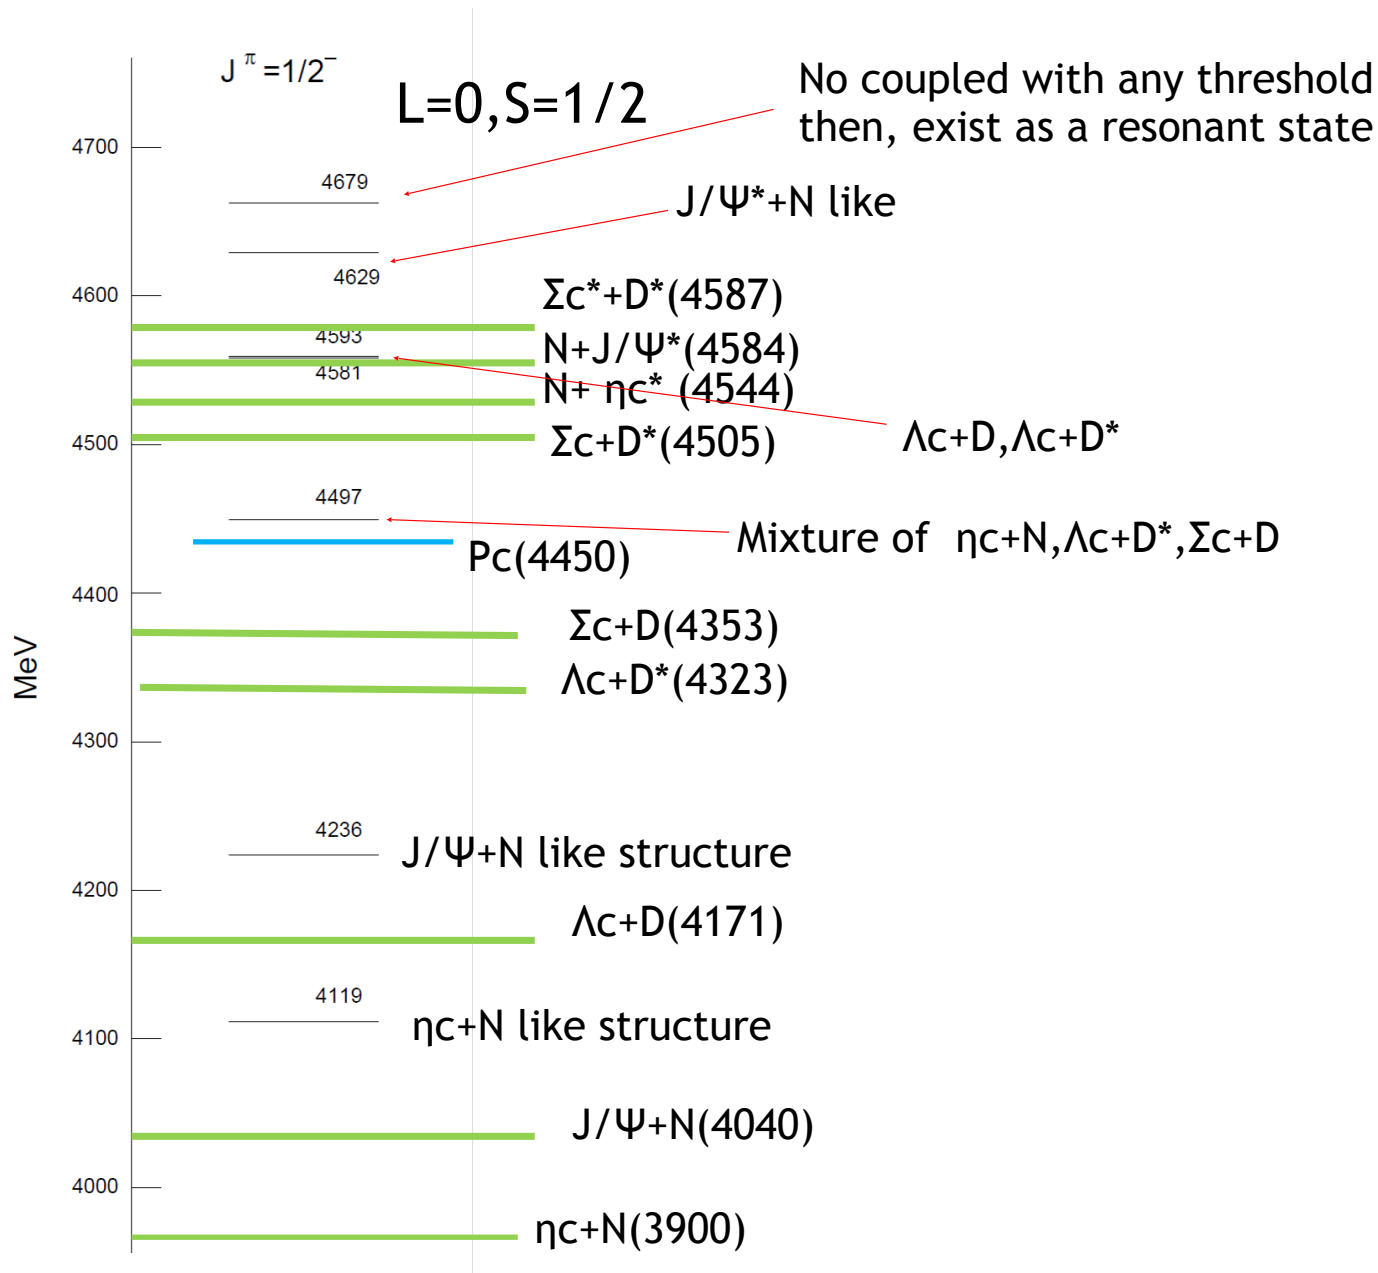 J π =1/2−
L=0,S=1/2
No coupled with any threshold
then, exist as a resonant state
4700
4679
J/Ψ*+N like
4629
4600
Σc*+D*(4587)
4593
N+J/Ψ*(4584)
4581
N+ ηc* (4544)
4500
Σc+D*(4505)
Λc+D,Λc+D*
4497
Mixture of ηc+N,Λc+D*,Σc+D
Pc(4450)
4400
Σc+D(4353)
MeV
Λc+D*(4323)
4300
4236
J/Ψ+N like structure
4200
Λc+D(4171)
4119
ηc+N like structure
4100
J/Ψ+N(4040)
4000
ηc+N(3900)